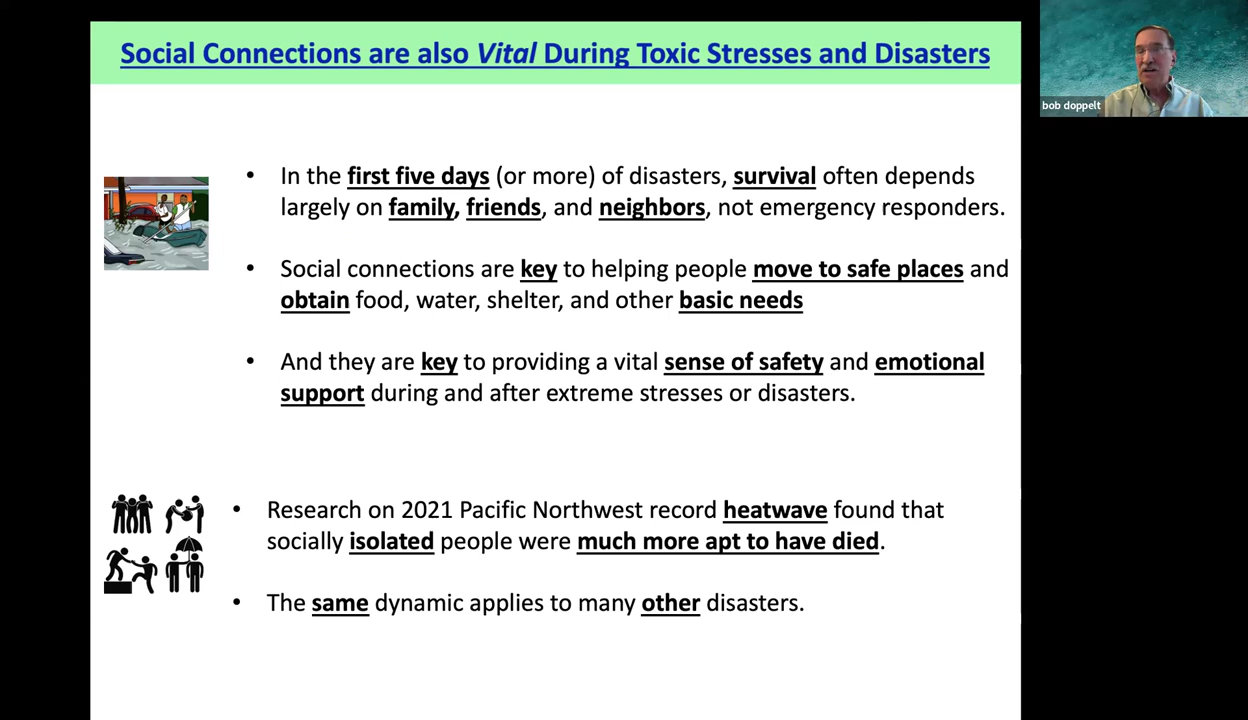 Social Connections are also Vital During Toxic Stresses and Disasters
bob doppelt
• In the first five days (or more) of disasters, survival often depends
largely on family, friends, and neighbors, not emergency responders.
• Social connections are key to helping people move to safe places and
obtain food, water, shelter, and other basic needs
• And they are key to providing a vital sense of safety and emotional
support during and after extreme stresses or disasters.
• Research on 2021 Pacific Northwest record heatwave found that
socially isolated people were much more apt to have died.
• The same dynamic applies to many other disasters.